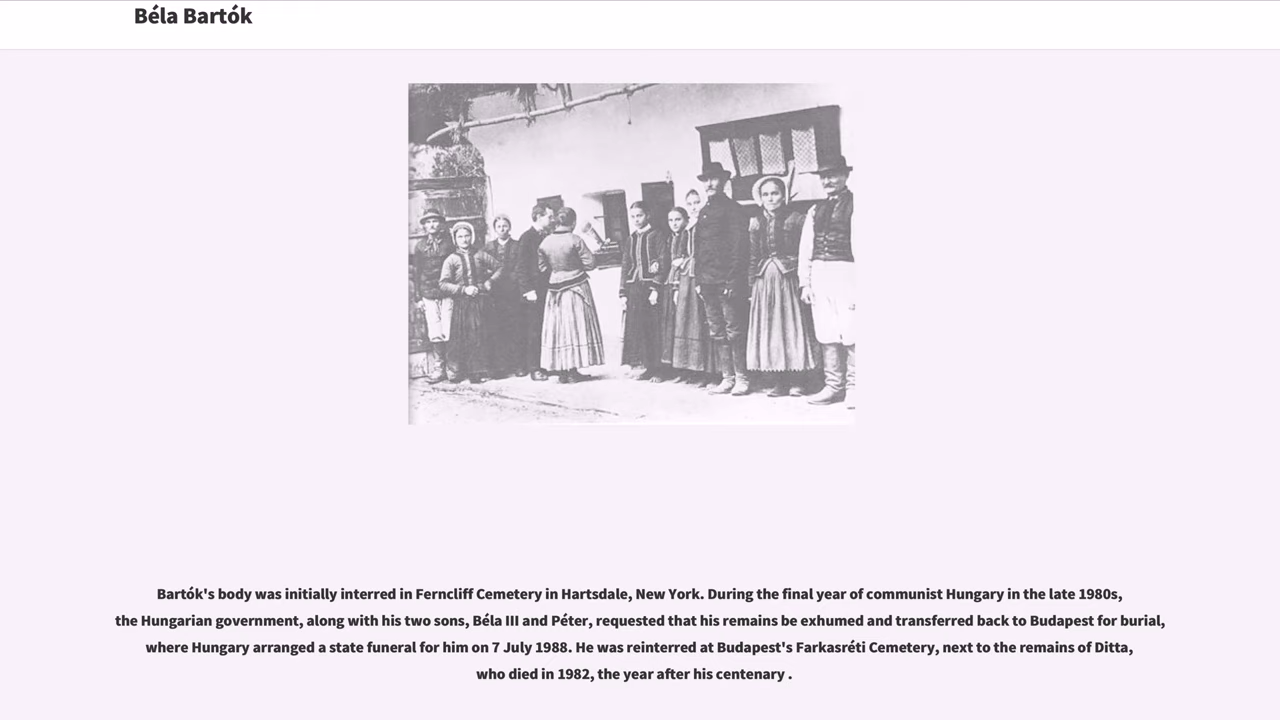 Béla Bartók
Bartók's body was initially interred in Ferncliff Cemetery in Hartsdale, New York. During the final year of communist Hungary in the late 1980s,
the Hungarian government, along with his two sons, Béla III and Péter, requested that his remains be exhumed and transferred back to Budapest for burial,
where Hungary arranged a state funeral for him on 7 July 1988. He was reinterred at Budapest's Farkasréti Cemetery, next to the remains of Ditta,
who died in 1982, the year after his centenary .